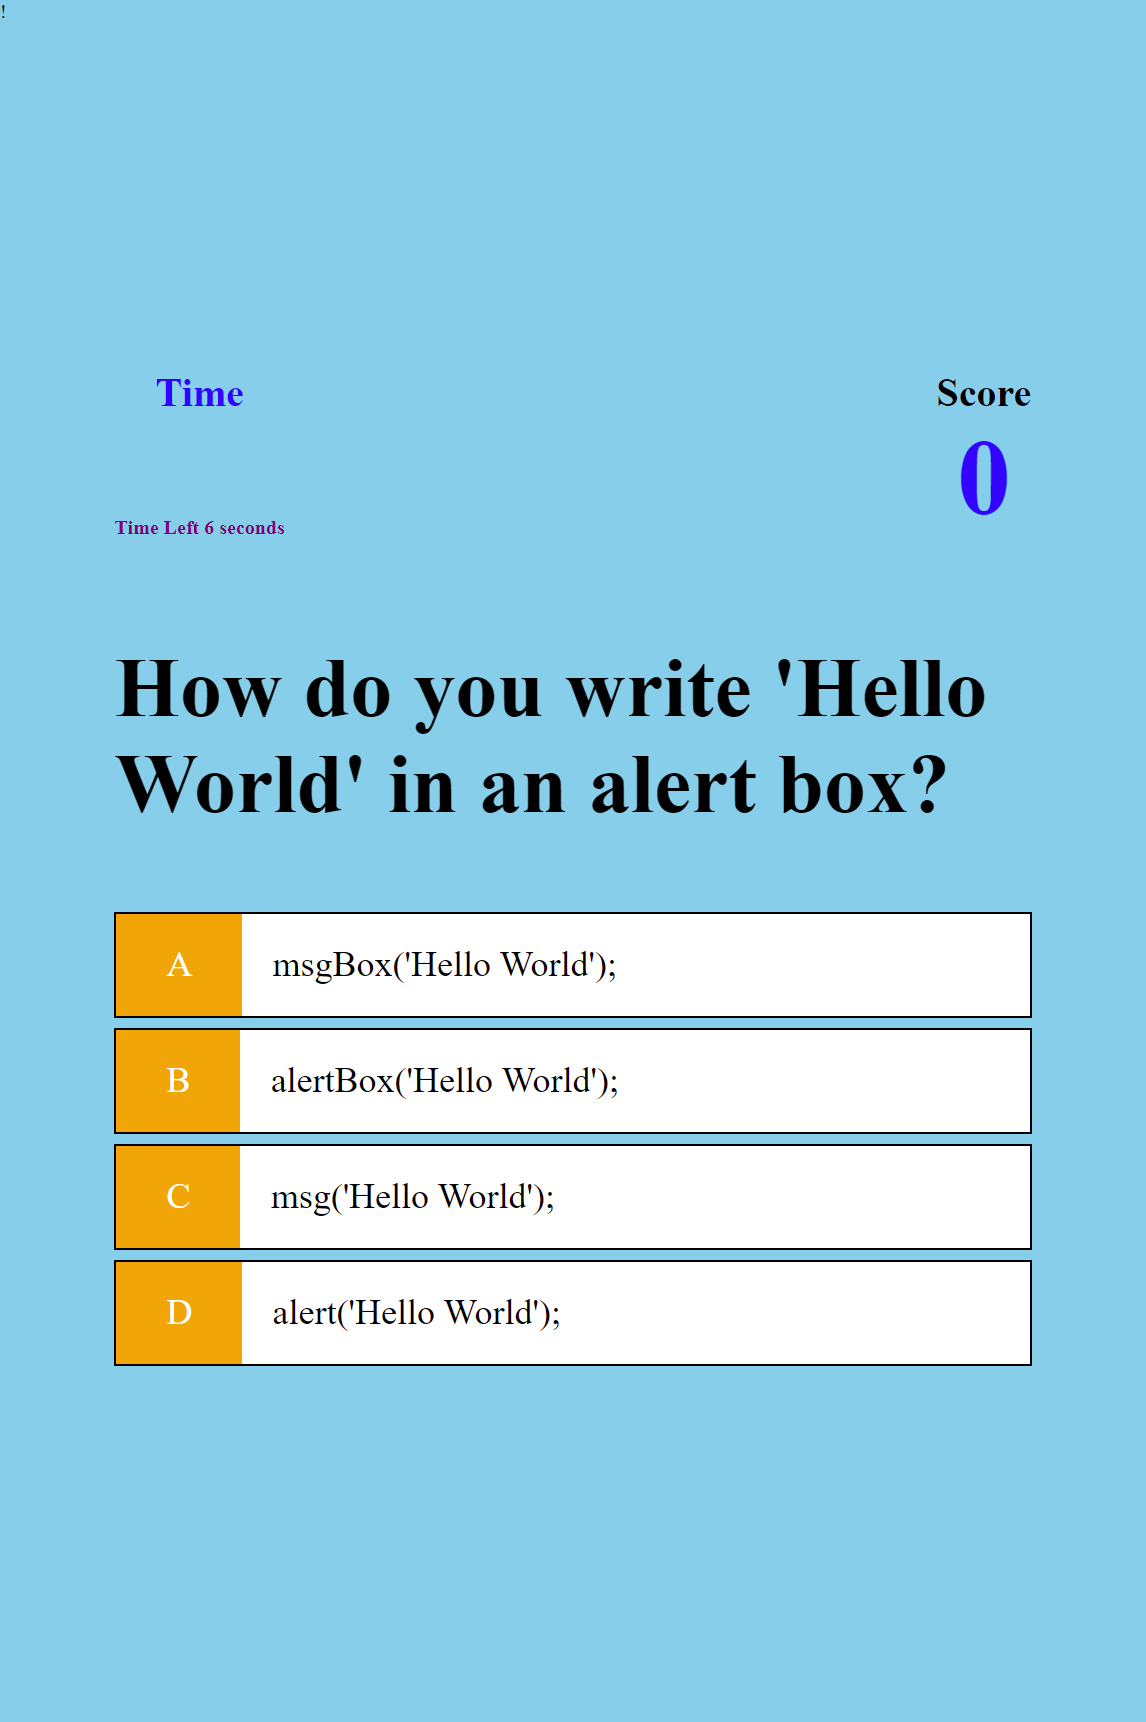 !
Time
Score
0
Time Left 6 seconds
How do you write 'Hello
World' in an alert box?
A
msgBox('Hello World');
B
alertBox('Hello World');
C
msg('Hello World');
D
alert('Hello World');